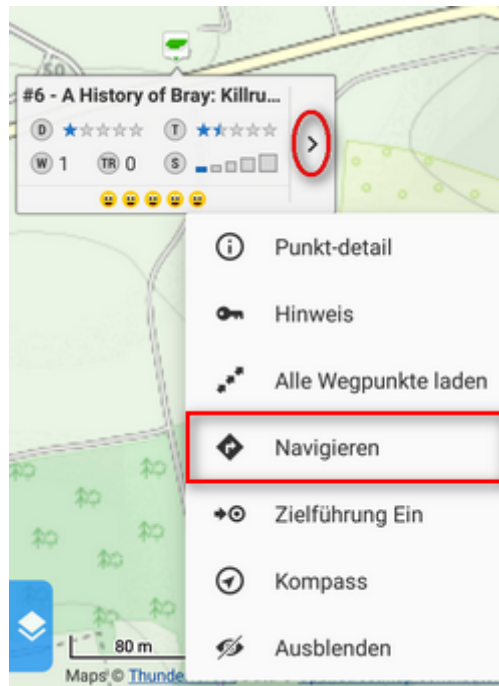 50
#6 - A History of Bray: Killru...
D T
W 1 TR 0 S
Punkt-detail
Hinweis
Alle Wegpunkte laden
Navigieren
Zielführung Ein
Kompass
Ausblenden
80 m
Maps © Thunde